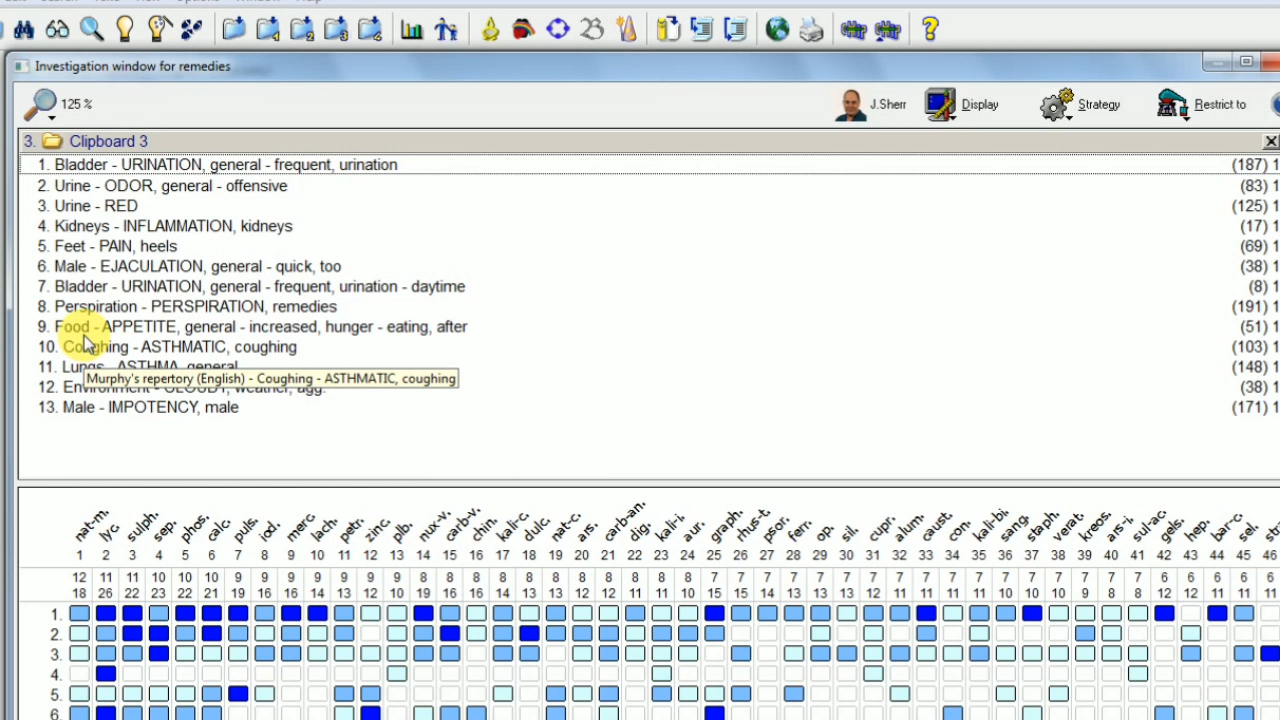 Investigation window for remedies
125 %
J.Sherr
Display
Strategy
Restrict to
3. Clipboard 3
1. Bladder - URINATION, general - frequent, urination (187) 1
2. Urine - ODOR, general - offensive (83) 1
3. Urine - RED (125) 1
4. Kidneys - INFLAMMATION, kidneys (17) 1
5. Feet - PAIN, heels (69) 1
6. Male - EJACULATION, general - quick, too (38) 1
7. Bladder - URINATION, general - frequent, urination - daytime (8) 1
8. Perspiration - PERSPIRATION, remedies (191) 1
9. Food - APPETITE, general - increased, hunger - eating, after (51) 1
10. Coughing - ASTHMATIC, coughing (103) 1
11. Lungs - ASTHMA, general (148) 1
Murphy's repertory (English) - Coughing - ASTHMATIC, coughing
12. Environment - CLOUDY, weather, agg. (38) 1
13. Male - IMPOTENCY, male (171) 1
nat-m. lyc. sulph. sep. phos. calc. puls. iod. merc. lach. petr. zinc. plb. nux-v. carb-v. chin. kali-c. dulc. nat-c. ars. carb-an. dig. kali-i. aur. graph. rhus-t. psor. ferr. op. sil. cupr. alum. caust. con. kali-bi. sang. staph. verat. kreos. ars-i. sul-ac. gels. hep. bar-c. sel.
1 2 3 4 5 6 7 8 9 10 11 12 13 14 15 16 17 18 19 20 21 22 23 24 25 26 27 28 29 30 31 32 33 34 35 36 37 38 39 40 41 42 43 44 45 46
12 11 11 10 10 10 9 9 9 9 9 9 9 8 8 8 8 8 8 8 8 8 8 8 7 7 7 7 7 7 7 7 7 7 7 7 7 7 7 7 7 6 6 6 6 6
18 26 22 23 22 21 19 16 16 14 13 12 10 19 16 16 14 13 13 12 12 11 11 10 15 15 14 13 13 13 12 11 11 11 11 10 10 10 9 8 8 12 12 11 11 11
1.
2.
3.
4.
5.
6.